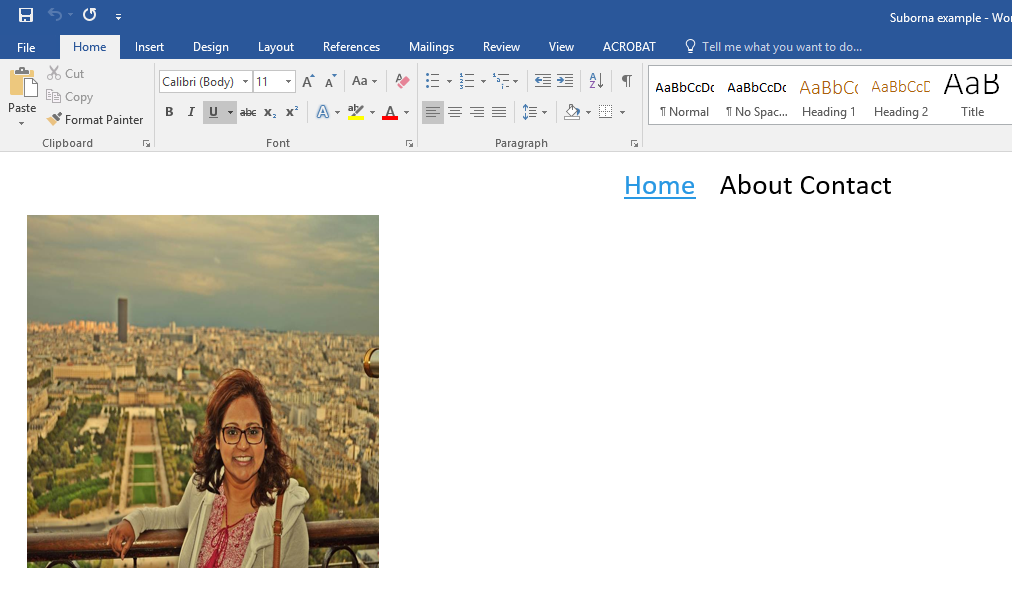 Suborna example - Wor
File Home Insert Design Layout References Mailings Review View ACROBAT Tell me what you want to do...
Cut
Copy
Format Painter
Paste
Calibri (Body) 11 A A Aa A
B I U abc X₂ X² A ab A
A Z ¶
AaBbCcDc AaBbCcDc AaBbCc AaBbCcD AaB
¶ Normal ¶ No Spac... Heading 1 Heading 2 Title
Clipboard Font Paragraph
Home About Contact